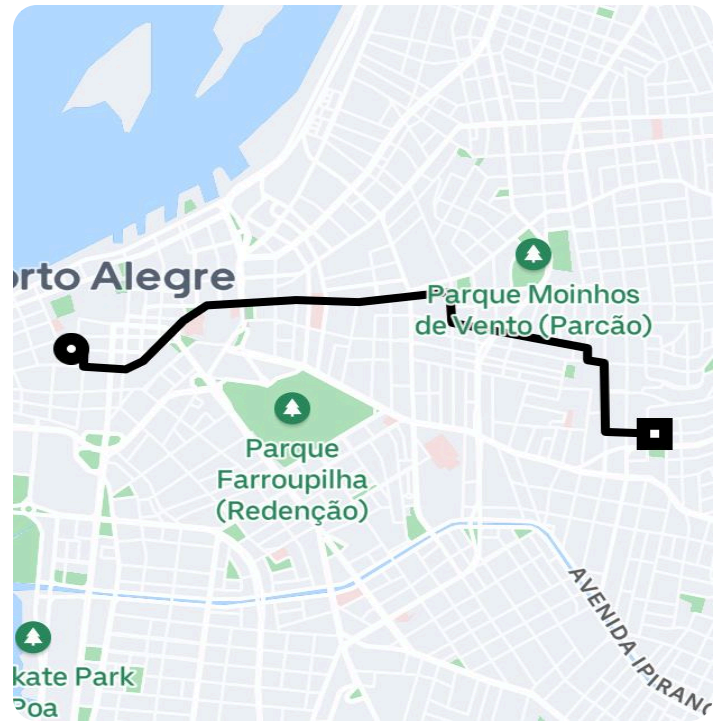 orto Alegre
Parque Moinhos
de Vento (Parcão)
Parque
Farroupilha
(Redenção)
AVENIDA IPIRANG
kate Park
Poa